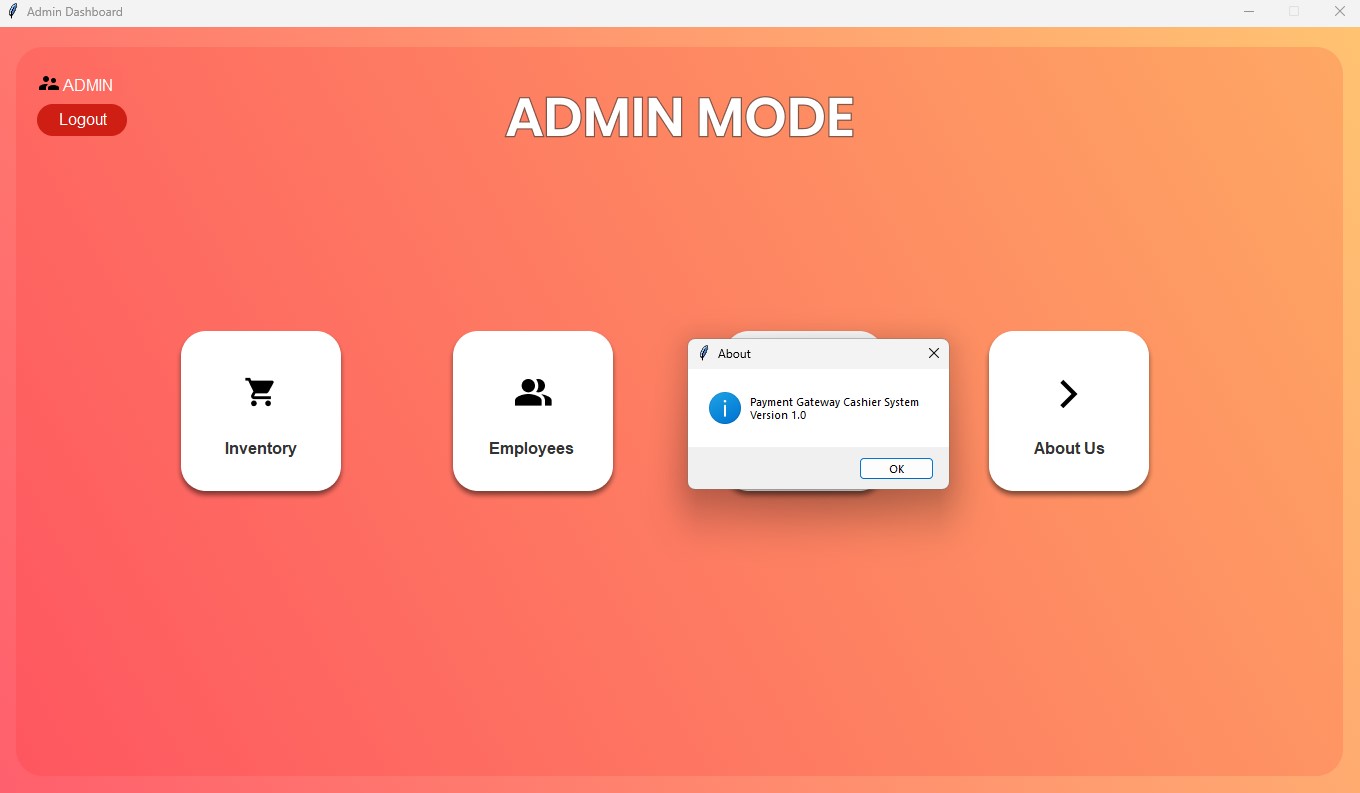 Admin Dashboard
ADMIN
Logout
ADMIN MODE
Inventory
Employees
About
Payment Gateway Cashier System
Version 1.0
OK
About Us